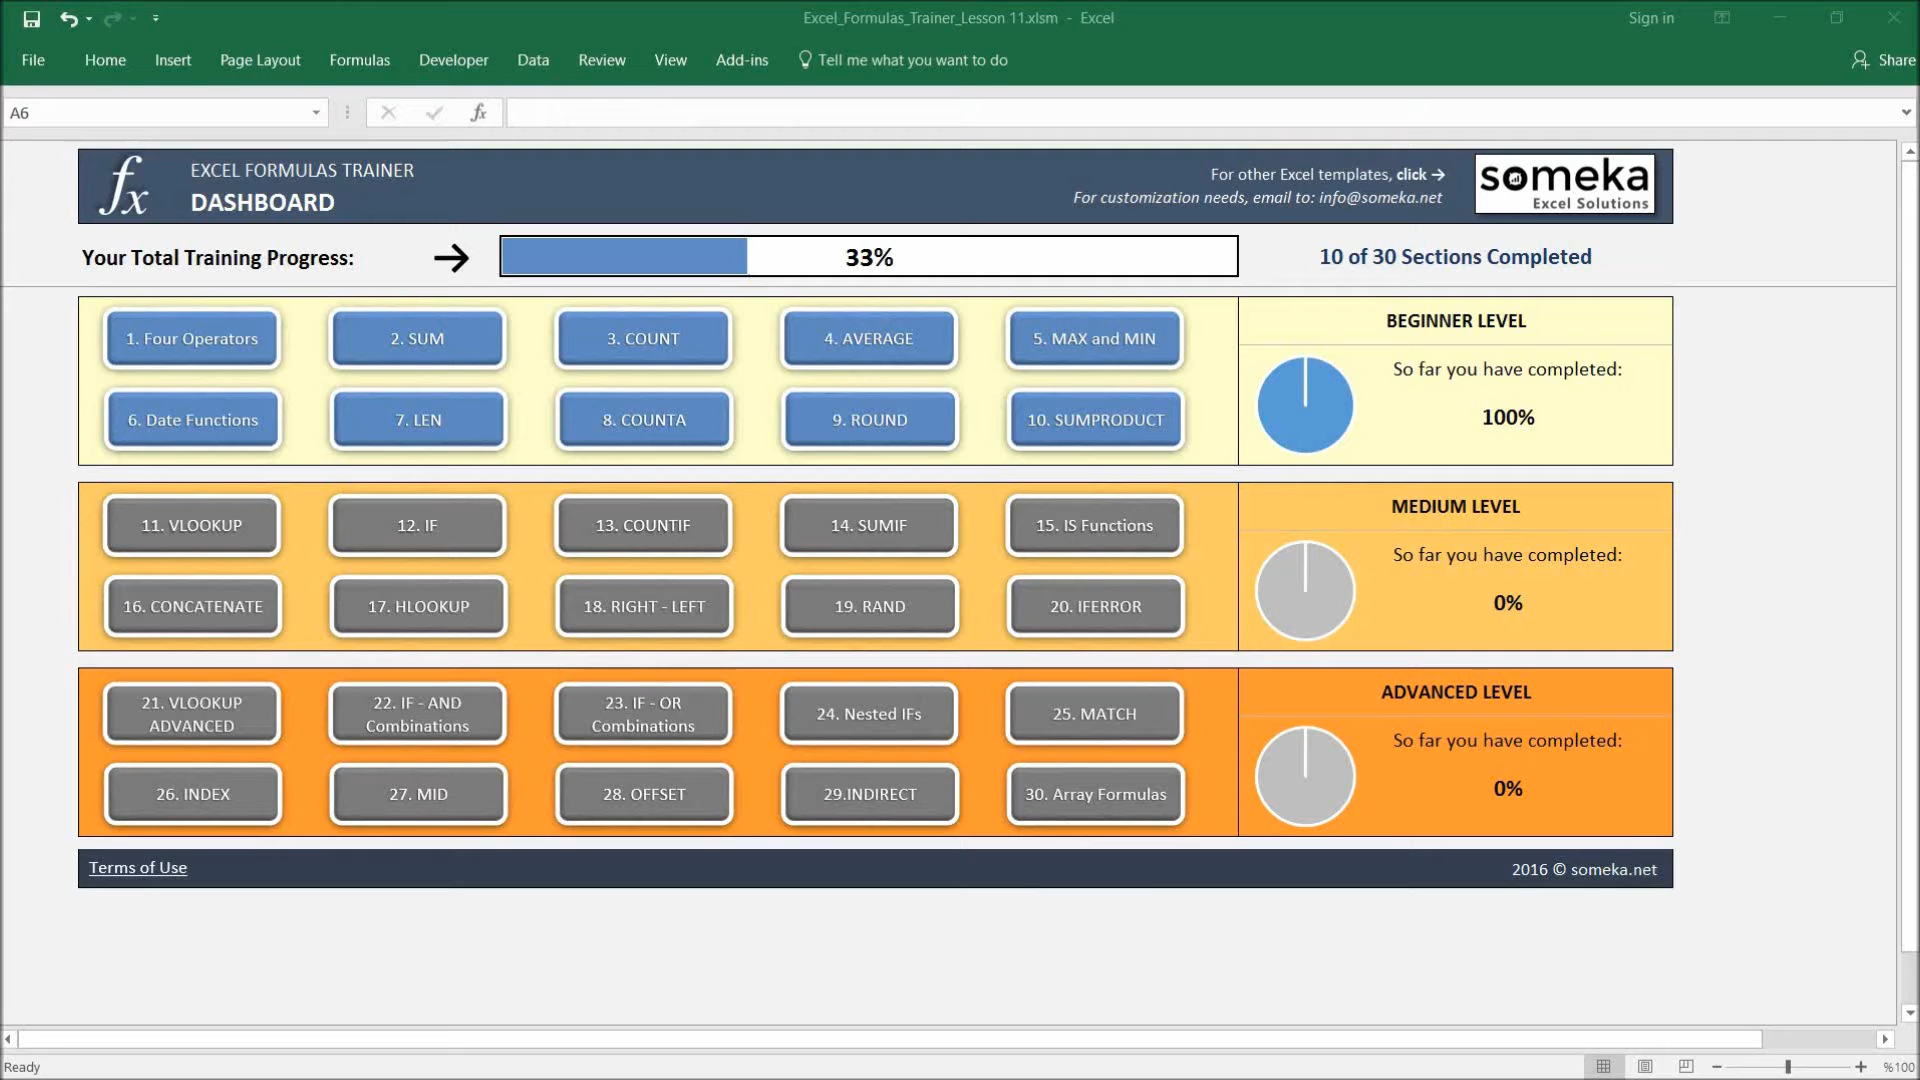 Excel_Formulas_Trainer_Lesson 11.xlsm - Excel
Sign in
File Home Insert Page Layout Formulas Developer Data Review View Add-ins Tell me what you want to do Share
A6
fx
fx
EXCEL FORMULAS TRAINER
DASHBOARD
For other Excel templates, click →
For customization needs, email to: info@someka.net
someka
Excel Solutions
Your Total Training Progress: → 33% 10 of 30 Sections Completed
1. Four Operators 2. SUM 3. COUNT 4. AVERAGE 5. MAX and MIN
6. Date Functions 7. LEN 8. COUNTA 9. ROUND 10. SUMPRODUCT
BEGINNER LEVEL
So far you have completed:
100%
11. VLOOKUP 12. IF 13. COUNTIF 14. SUMIF 15. IS Functions
16. CONCATENATE 17. HLOOKUP 18. RIGHT - LEFT 19. RAND 20. IFERROR
MEDIUM LEVEL
So far you have completed:
0%
21. VLOOKUP ADVANCED 22. IF - AND Combinations 23. IF - OR Combinations 24. Nested IFs 25. MATCH
26. INDEX 27. MID 28. OFFSET 29.INDIRECT 30. Array Formulas
ADVANCED LEVEL
So far you have completed:
0%
Terms of Use
2016 © someka.net
Ready
%100